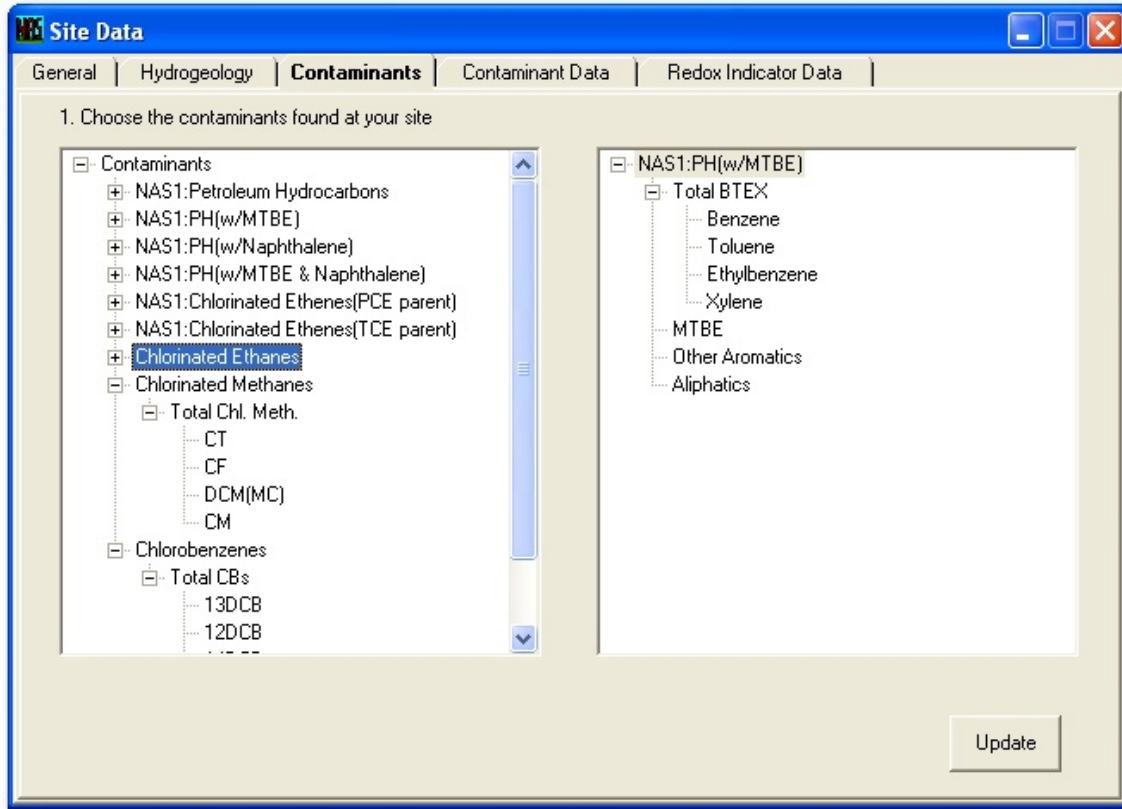 Site Data
General Hydrogeology Contaminants Contaminant Data Redox Indicator Data
1. Choose the contaminants found at your site
Contaminants
NAS1:Petroleum Hydrocarbons
NAS1:PH(w/MTBE)
NAS1:PH(w/Naphthalene)
NAS1:PH(w/MTBE & Naphthalene)
NAS1:Chlorinated Ethenes(PCE parent)
NAS1:Chlorinated Ethenes(TCE parent)
Chlorinated Ethanes
Chlorinated Methanes
Total Chl. Meth.
CT
CF
DCM(MC)
CM
Chlorobenzenes
Total CBs
13DCB
12DCB
NAS1:PH(w/MTBE)
Total BTEX
Benzene
Toluene
Ethylbenzene
Xylene
MTBE
Other Aromatics
Aliphatics
Update